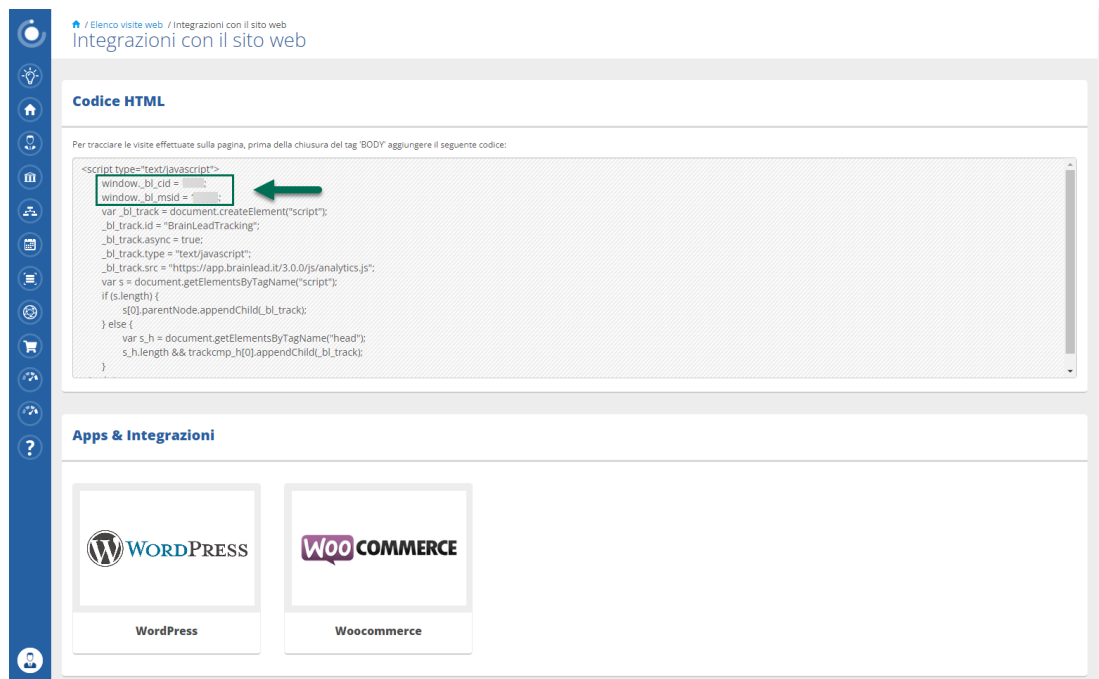 / Elenco visite web / Integrazioni con il sito web
Integrazioni con il sito web
Codice HTML
Per tracciare le visite effettuate sulla pagina, prima della chiusura del tag 'BODY' aggiungere il seguente codice:
<script type="text/javascript">
window._bl_cid = ;
window._bl_msid = ' ;
var _bl_track = document.createElement("script");
_bl_track.id = "BrainLeadTracking";
_bl_track.async = true;
_bl_track.type = "text/javascript";
_bl_track.src = "https://app.brainlead.it/3.0.0/js/analytics.js";
var s = document.getElementsByTagName("script");
if (s.length) {
s[0].parentNode.appendChild(_bl_track);
} else {
var s_h = document.getElementsByTagName("head");
s_h.length && trackcmp_h[0].appendChild(_bl_track);
}
Apps & Integrazioni
WORDPRESS
WOO COMMERCE
WordPress
Woocommerce